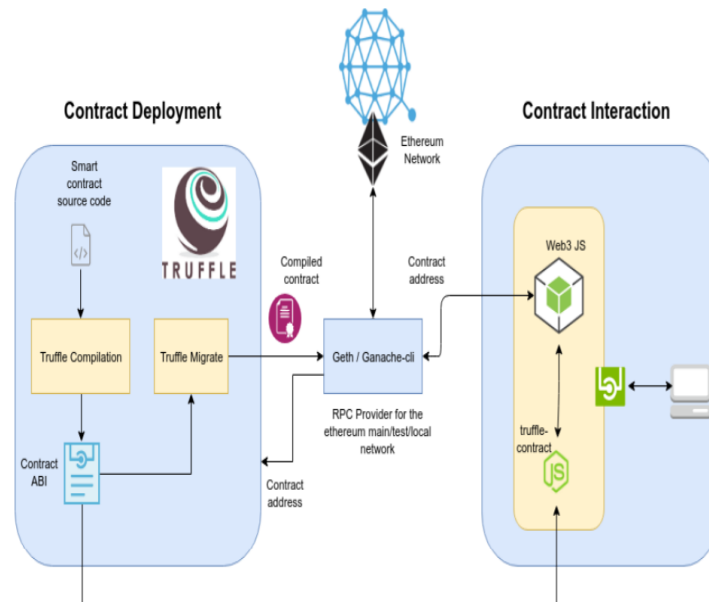 Contract Deployment
Contract Interaction
Ethereum
Network
Smart
contract
source code
TRUFFLE
Compiled
contract
Contract
address
Web3 JS
Truffle Compilation
Truffle Migrate
Geth / Ganache-cli
RPC Provider for the
ethereum main/test/local
network
truffle-
contract
JS
Contract
ABI
Contract
address